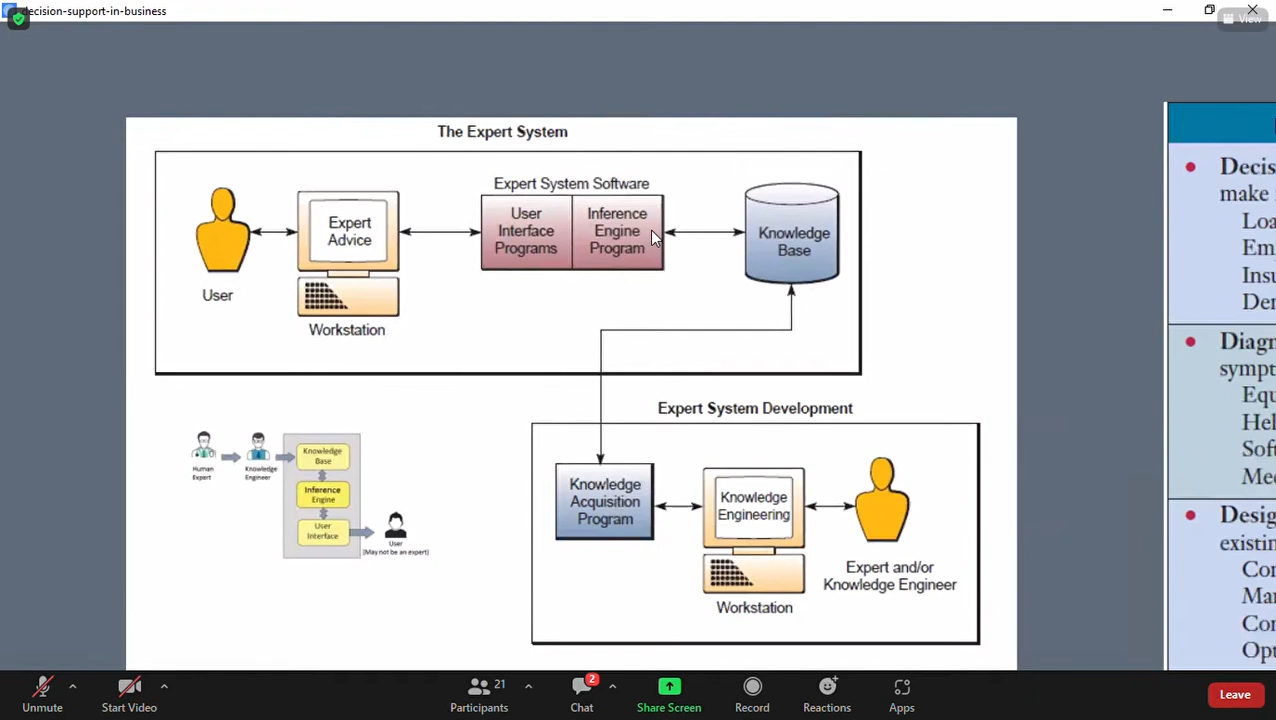 decision-support-in-business
View
The Expert System
Expert System Software
Expert
Advice
User
Interface
Programs
Inference
Engine
Program
Knowledge
Base
User
Workstation
Expert System Development
Knowledge
Acquisition
Program
Knowledge
Engineering
Expert and/or
Knowledge Engineer
Workstation
Human
Expert
Knowledge
Engineer
Knowledge
Base
Inference
Engine
User
Interface
User
(May not be an expert)
make
existin
Unmute
Start Video
21
Participants
2
Chat
Share Screen
Record
Reactions
Apps
Leave